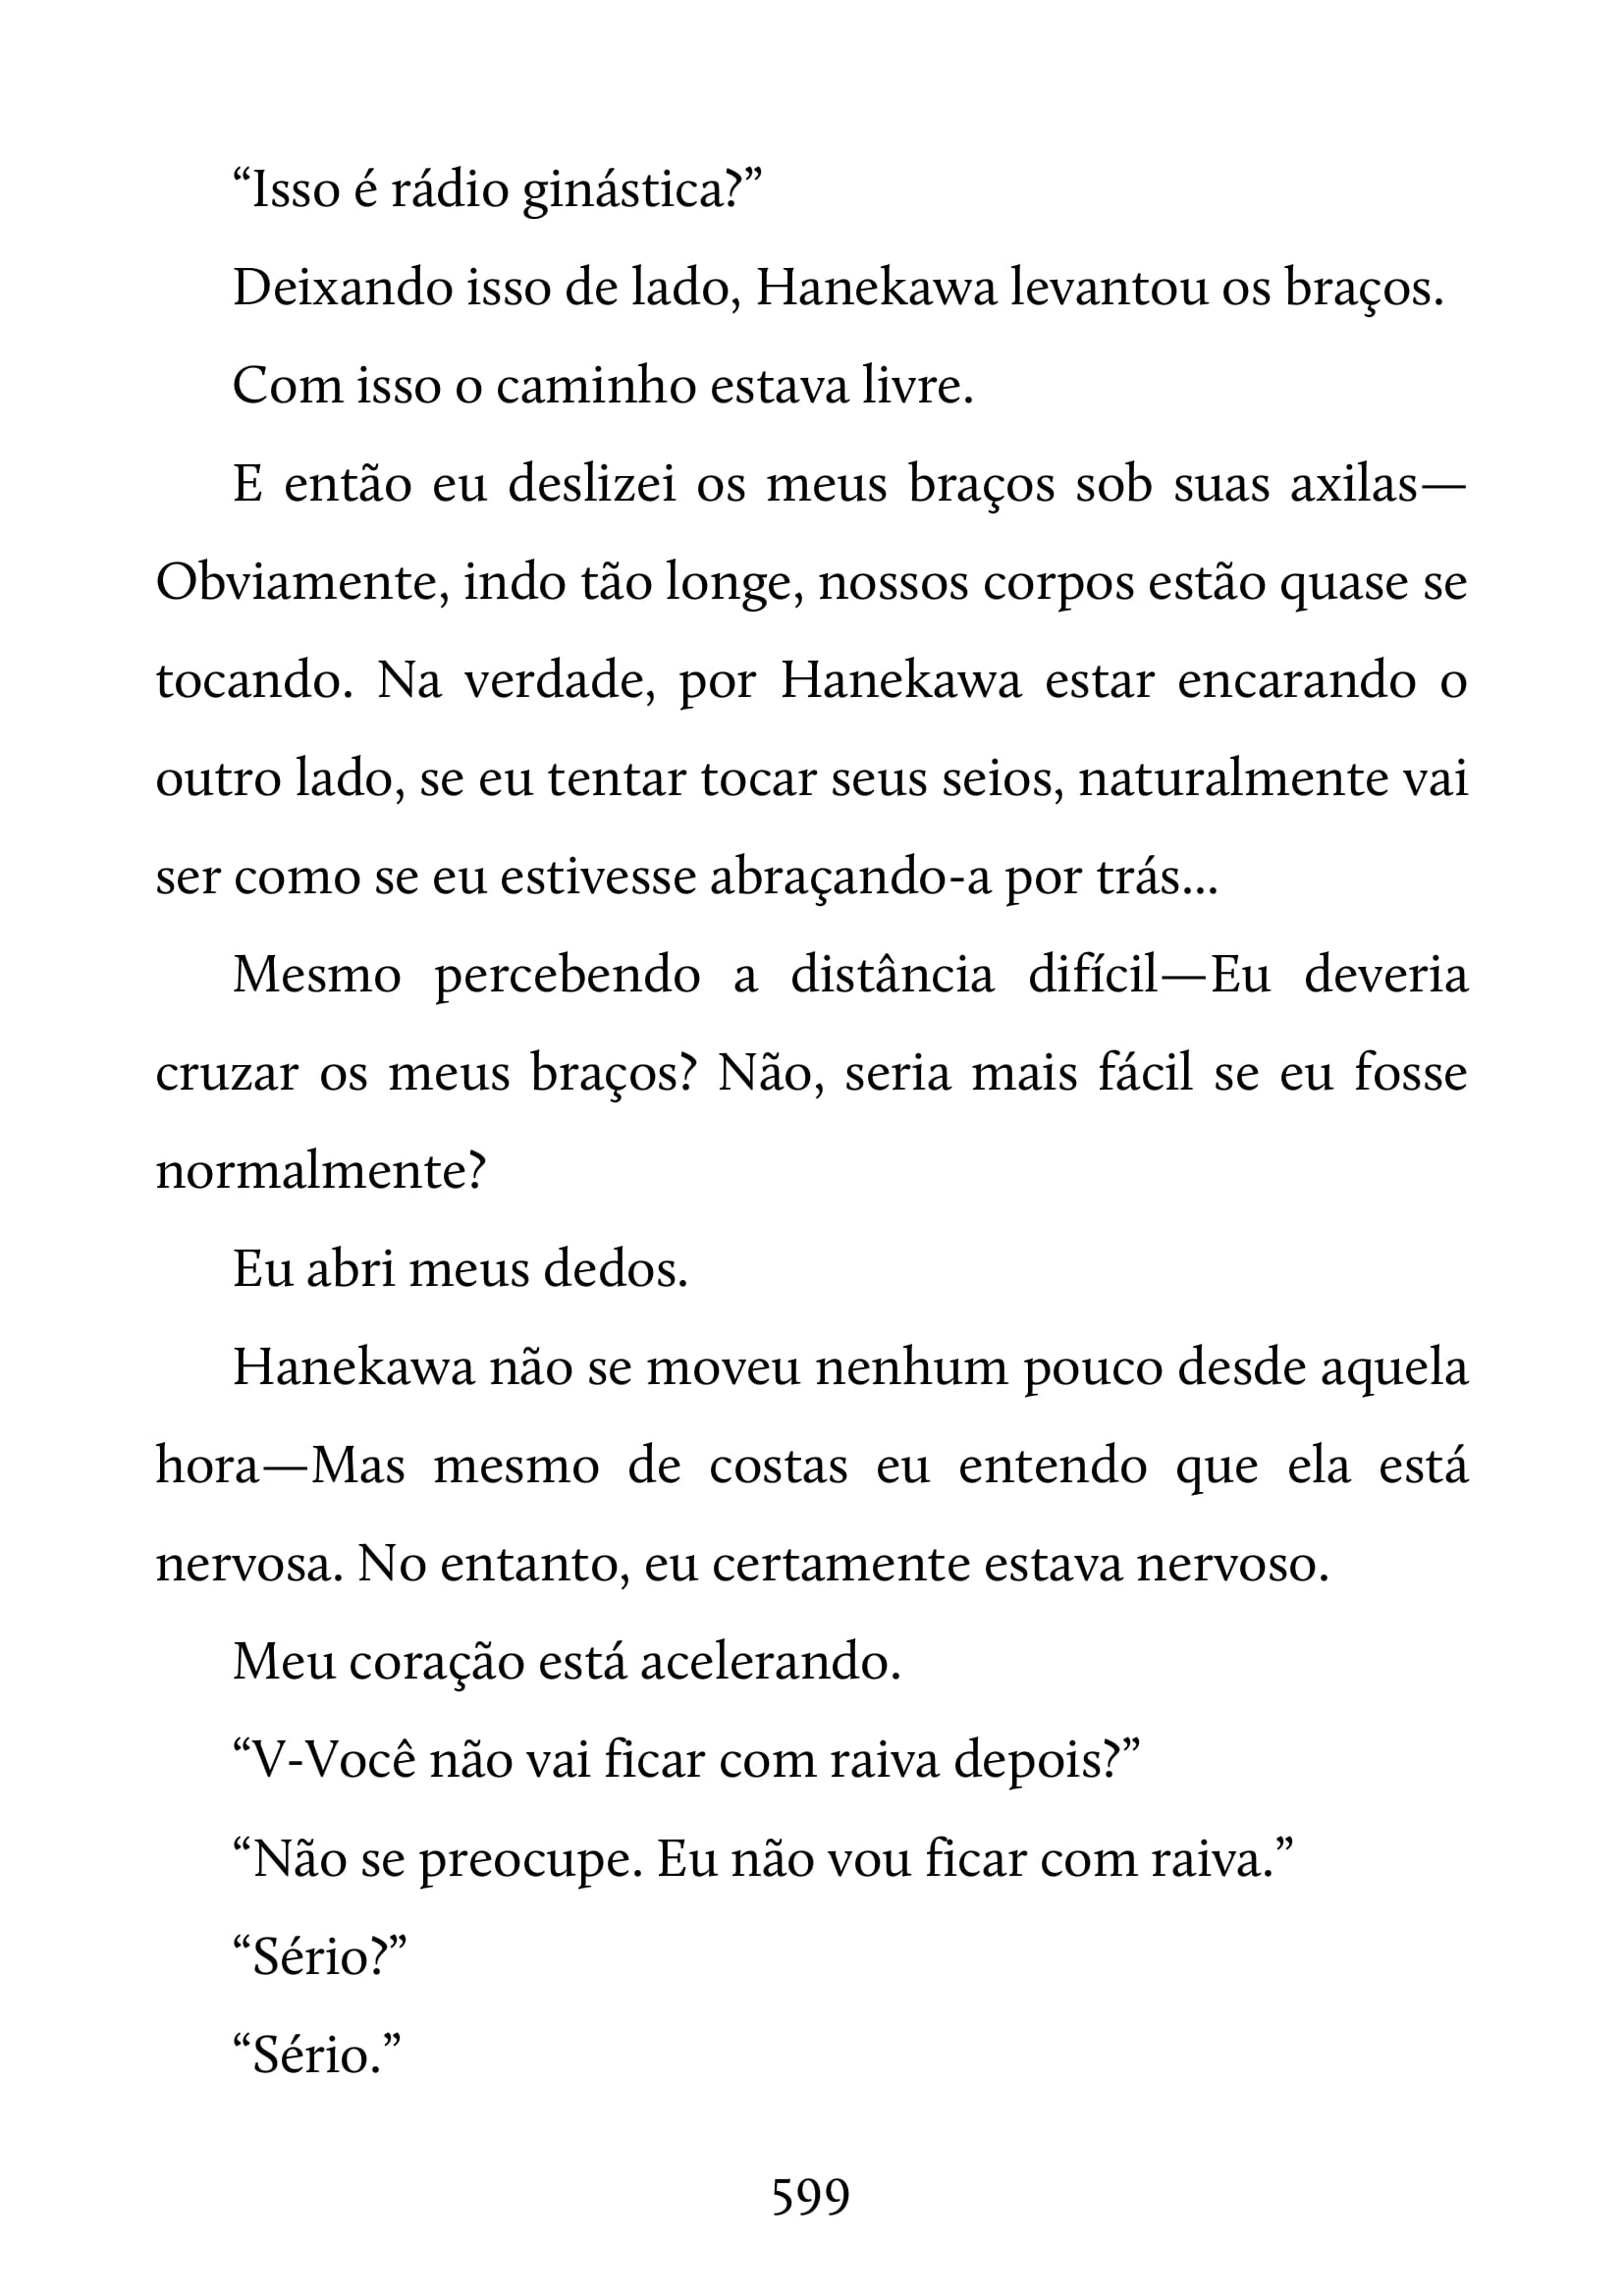 “Isso é rádio ginástica?”
Deixando isso de lado, Hanekawa levantou os braços.
Com isso o caminho estava livre.
E então eu deslizei os meus braços sob suas axilas—
Obviamente, indo tão longe, nossos corpos estão quase se
tocando. Na verdade, por Hanekawa estar encarando o
outro lado, se eu tentar tocar seus seios, naturalmente vai
ser como se eu estivesse abraçando-a por trás...
Mesmo percebendo a distância difícil—Eu deveria
cruzar os meus braços? Não, seria mais fácil se eu fosse
normalmente?
Eu abri meus dedos.
Hanekawa não se moveu nenhum pouco desde aquela
hora—Mas mesmo de costas eu entendo que ela está
nervosa. No entanto, eu certamente estava nervoso.
Meu coração está acelerando.
“V-Você não vai ficar com raiva depois?”
“Não se preocupe. Eu não vou ficar com raiva.”
“Sério?”
“Sério.”
599